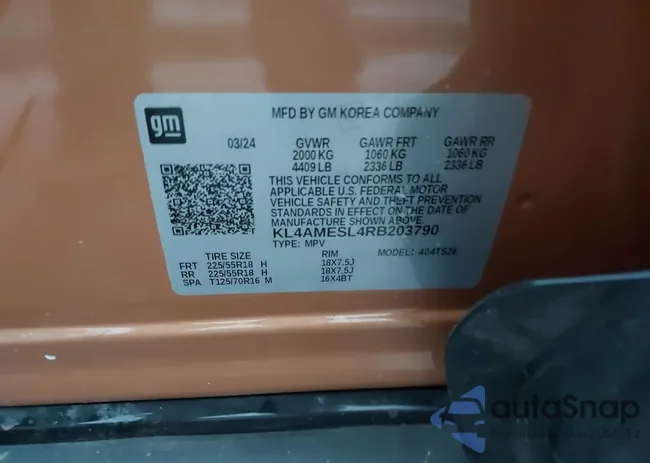 gm
MFD BY GM KOREA COMPANY
03/24 GVWR GAWR FRT GAWR RR
2000 KG 1060 KG 1060 KG
4409 LB 2336 LB 2336 LB
THIS VEHICLE CONFORMS TO ALL
APPLICABLE U.S. FEDERAL MOTOR
VEHICLE SAFETY AND THEFT PREVENTION
STANDARDS IN EFFECT ON THE DATE OF
MANUFACTURE SHOWN ABOVE.
KL4AMESL4RB203790
TYPE: MPV MODEL: 404TS26
TIRE SIZE RIM
FRT 225/55R18 H 18X7.5J
RR 225/55R18 H 18X7.5J
SPA T125/70R16 M 16X4BT
autoSnap